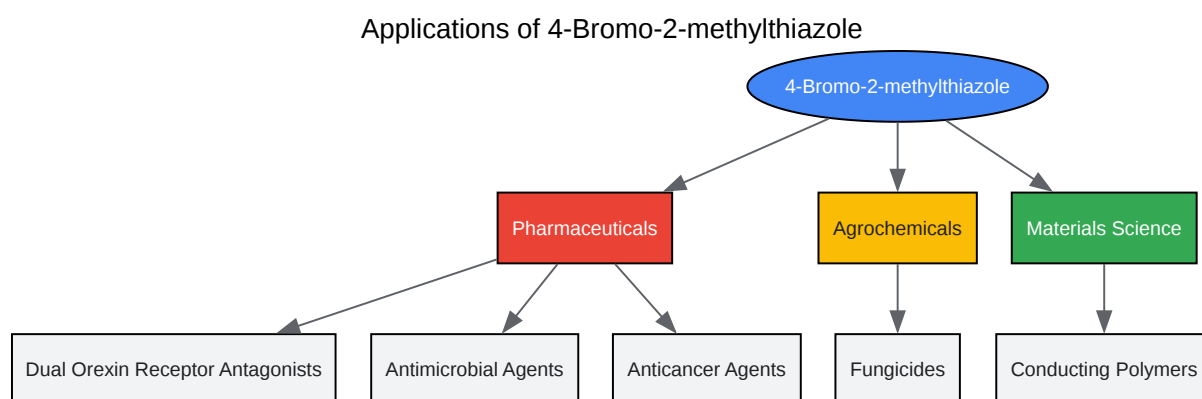 Applications of 4-Bromo-2-methylthiazole
4-Bromo-2-methylthiazole
Pharmaceuticals
Agrochemicals
Materials Science
Dual Orexin Receptor Antagonists
Antimicrobial Agents
Anticancer Agents
Fungicides
Conducting Polymers